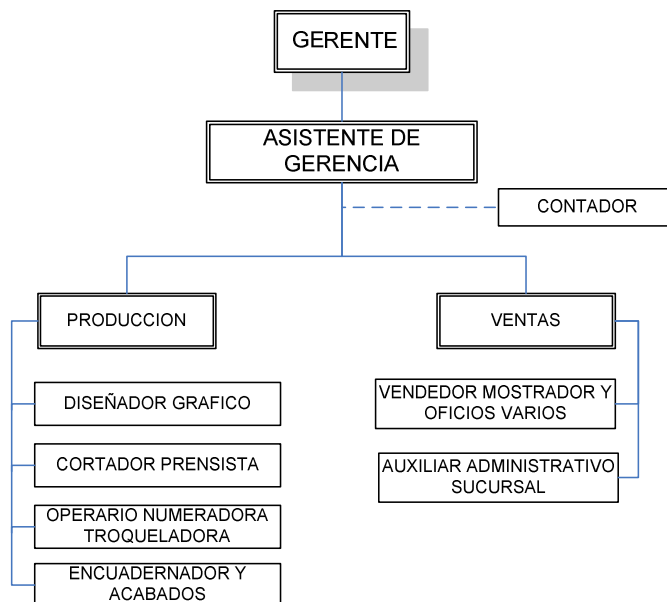 GERENTE
ASISTENTE DE
GERENCIA
CONTADOR
PRODUCCION
VENTAS
DISEÑADOR GRAFICO
CORTADOR PRENSISTA
OPERARIO NUMERADORA
TROQUELADORA
ENCUADERNADOR Y
ACABADOS
VENDEDOR MOSTRADOR Y
OFICIOS VARIOS
AUXILIAR ADMINISTRATIVO
SUCURSAL